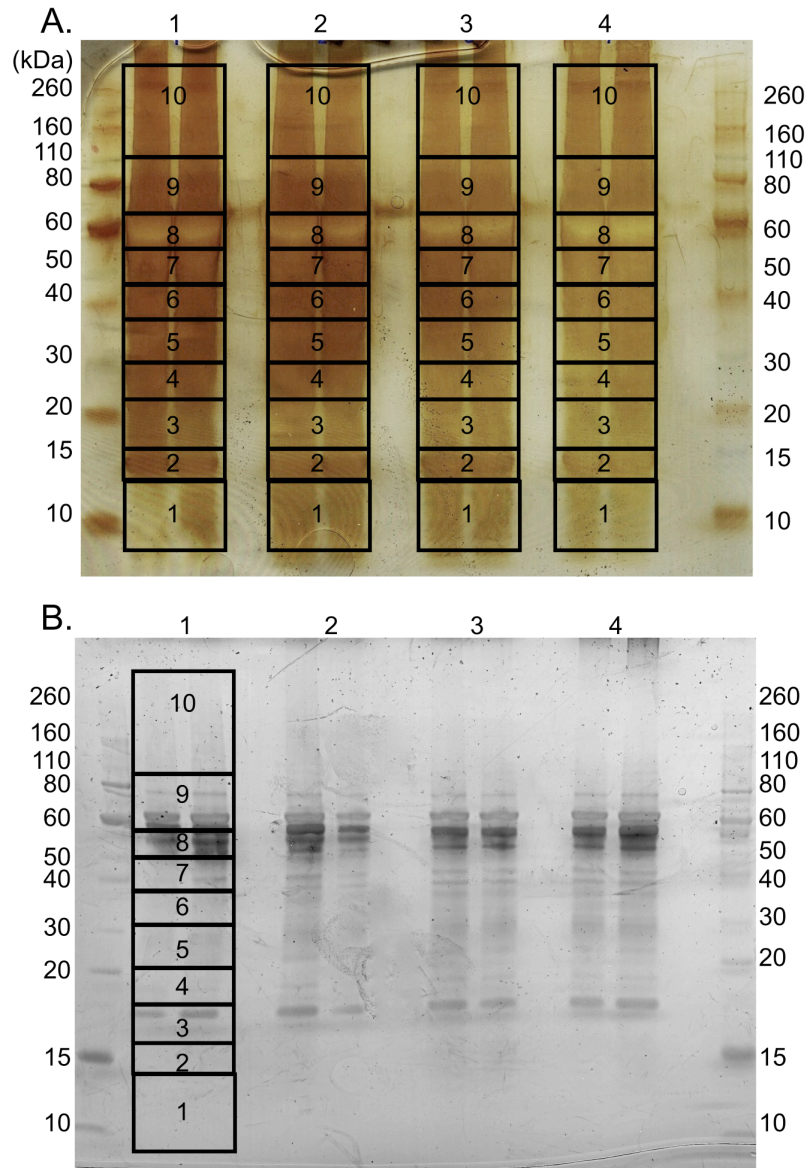 A. 1 2 3 4
(kDa)
260 10 10 10 10 260
160 160
110 110
80 9 9 9 9 80
60 8 8 8 8 60
50 7 7 7 7 50
40 6 6 6 6 40
30 5 5 5 5 30
4 4 4 4
20 3 3 3 3 20
15 2 2 2 2 15
10 1 1 1 1 10
B. 1 2 3 4
260 10 260
160 160
110 110
80 9 80
60 60
50 8 50
40 7 40
6
30 5 30
20 4 20
3
15 2 15
10 1 10